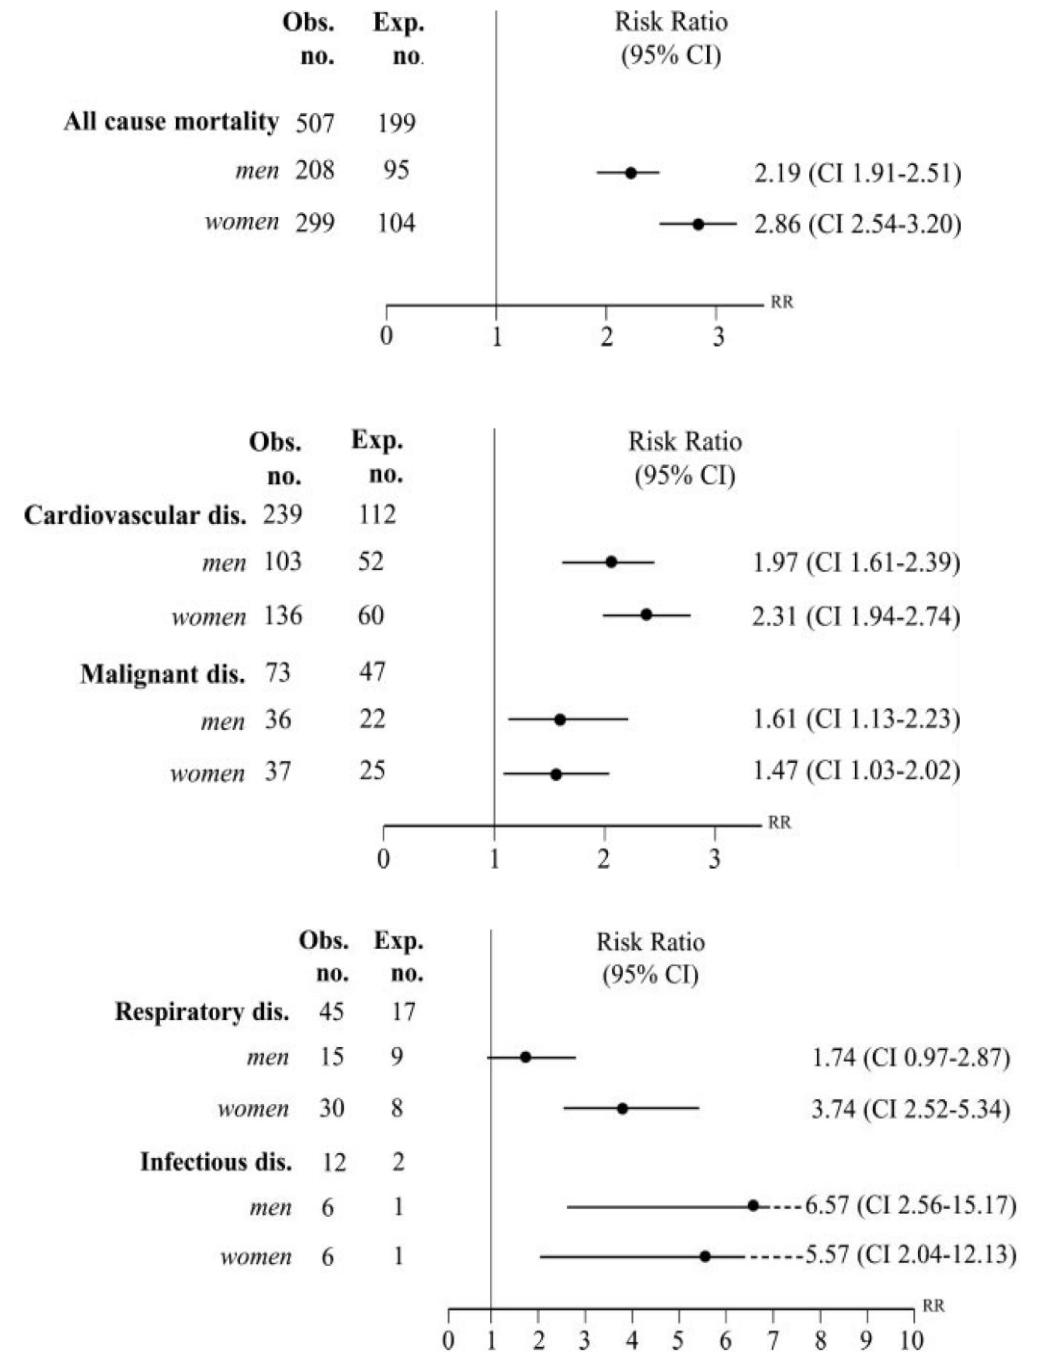 Obs. Exp. Risk Ratio
no. no. (95% CI)
All cause mortality 507 199
men 208 95 2.19 (CI 1.91-2.51)
women 299 104 2.86 (CI 2.54-3.20)
RR
0 1 2 3
Obs. Exp. Risk Ratio
no. no. (95% CI)
Cardiovascular dis. 239 112
men 103 52 1.97 (CI 1.61-2.39)
women 136 60 2.31 (CI 1.94-2.74)
Malignant dis. 73 47
men 36 22 1.61 (CI 1.13-2.23)
women 37 25 1.47 (CI 1.03-2.02)
RR
0 1 2 3
Obs. Exp. Risk Ratio
no. no. (95% CI)
Respiratory dis. 45 17
men 15 9 1.74 (CI 0.97-2.87)
women 30 8 3.74 (CI 2.52-5.34)
Infectious dis. 12 2
men 6 1 6.57 (CI 2.56-15.17)
women 6 1 5.57 (CI 2.04-12.13)
RR
0 1 2 3 4 5 6 7 8 9 10